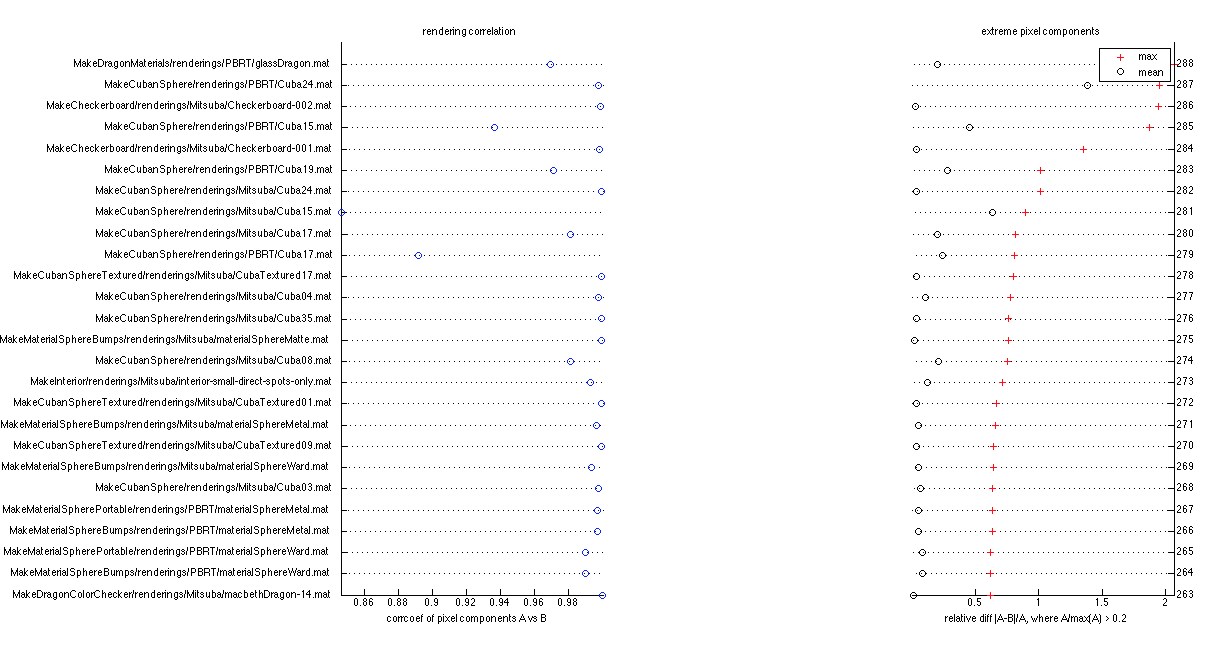 rendering correlation
extreme pixel components
max
mean
MakeDragonMaterials/renderings/PBRT/glassDragon.mat 288
MakeCubanSphere/renderings/PBRT/Cuba24.mat 287
MakeCheckerboard/renderings/Mitsuba/Checkerboard-002.mat 286
MakeCubanSphere/renderings/PBRT/Cuba15.mat 285
MakeCheckerboard/renderings/Mitsuba/Checkerboard-001.mat 284
MakeCubanSphere/renderings/PBRT/Cuba19.mat 283
MakeCubanSphere/renderings/Mitsuba/Cuba24.mat 282
MakeCubanSphere/renderings/Mitsuba/Cuba15.mat 281
MakeCubanSphere/renderings/Mitsuba/Cuba17.mat 280
MakeCubanSphere/renderings/PBRT/Cuba17.mat 279
MakeCubanSphereTextured/renderings/Mitsuba/CubaTextured17.mat 278
MakeCubanSphere/renderings/Mitsuba/Cuba04.mat 277
MakeCubanSphere/renderings/Mitsuba/Cuba35.mat 276
MakeMaterialSphereBumps/renderings/Mitsuba/materialSphereMatte.mat 275
MakeCubanSphere/renderings/Mitsuba/Cuba08.mat 274
MakeInterior/renderings/Mitsuba/interior-small-direct-spots-only.mat 273
MakeCubanSphereTextured/renderings/Mitsuba/CubaTextured01.mat 272
MakeMaterialSphereBumps/renderings/Mitsuba/materialSphereMetal.mat 271
MakeCubanSphereTextured/renderings/Mitsuba/CubaTextured09.mat 270
MakeMaterialSphereBumps/renderings/Mitsuba/materialSphereWard.mat 269
MakeCubanSphere/renderings/Mitsuba/Cuba03.mat 268
MakeMaterialSpherePortable/renderings/PBRT/materialSphereMetal.mat 267
MakeMaterialSphereBumps/renderings/PBRT/materialSphereMetal.mat 266
MakeMaterialSpherePortable/renderings/PBRT/materialSphereWard.mat 265
MakeMaterialSphereBumps/renderings/PBRT/materialSphereWard.mat 264
MakeDragonColorChecker/renderings/Mitsuba/macbethDragon-14.mat 263
0.86 0.88 0.9 0.92 0.94 0.96 0.98
0.5 1 1.5 2
corrcoef of pixel components A vs B
relative diff |A-B|/A, where A/max(A) > 0.2